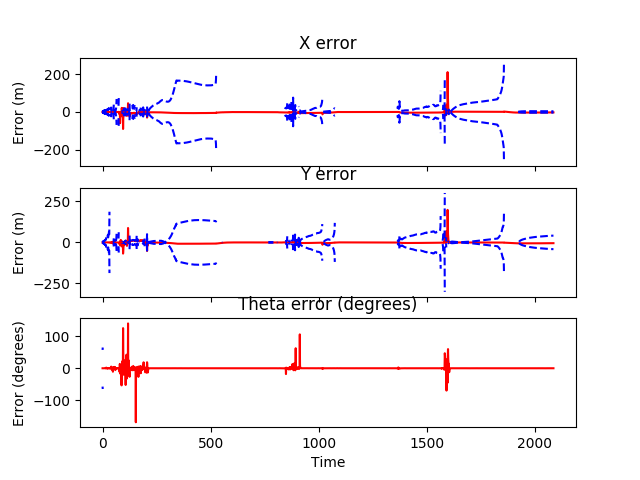 X error
Error (m)
200
0
−200
Y error
Error (m)
250
0
−250
Theta error (degrees)
Error (degrees)
100
0
−100
0
500
1000
1500
2000
Time